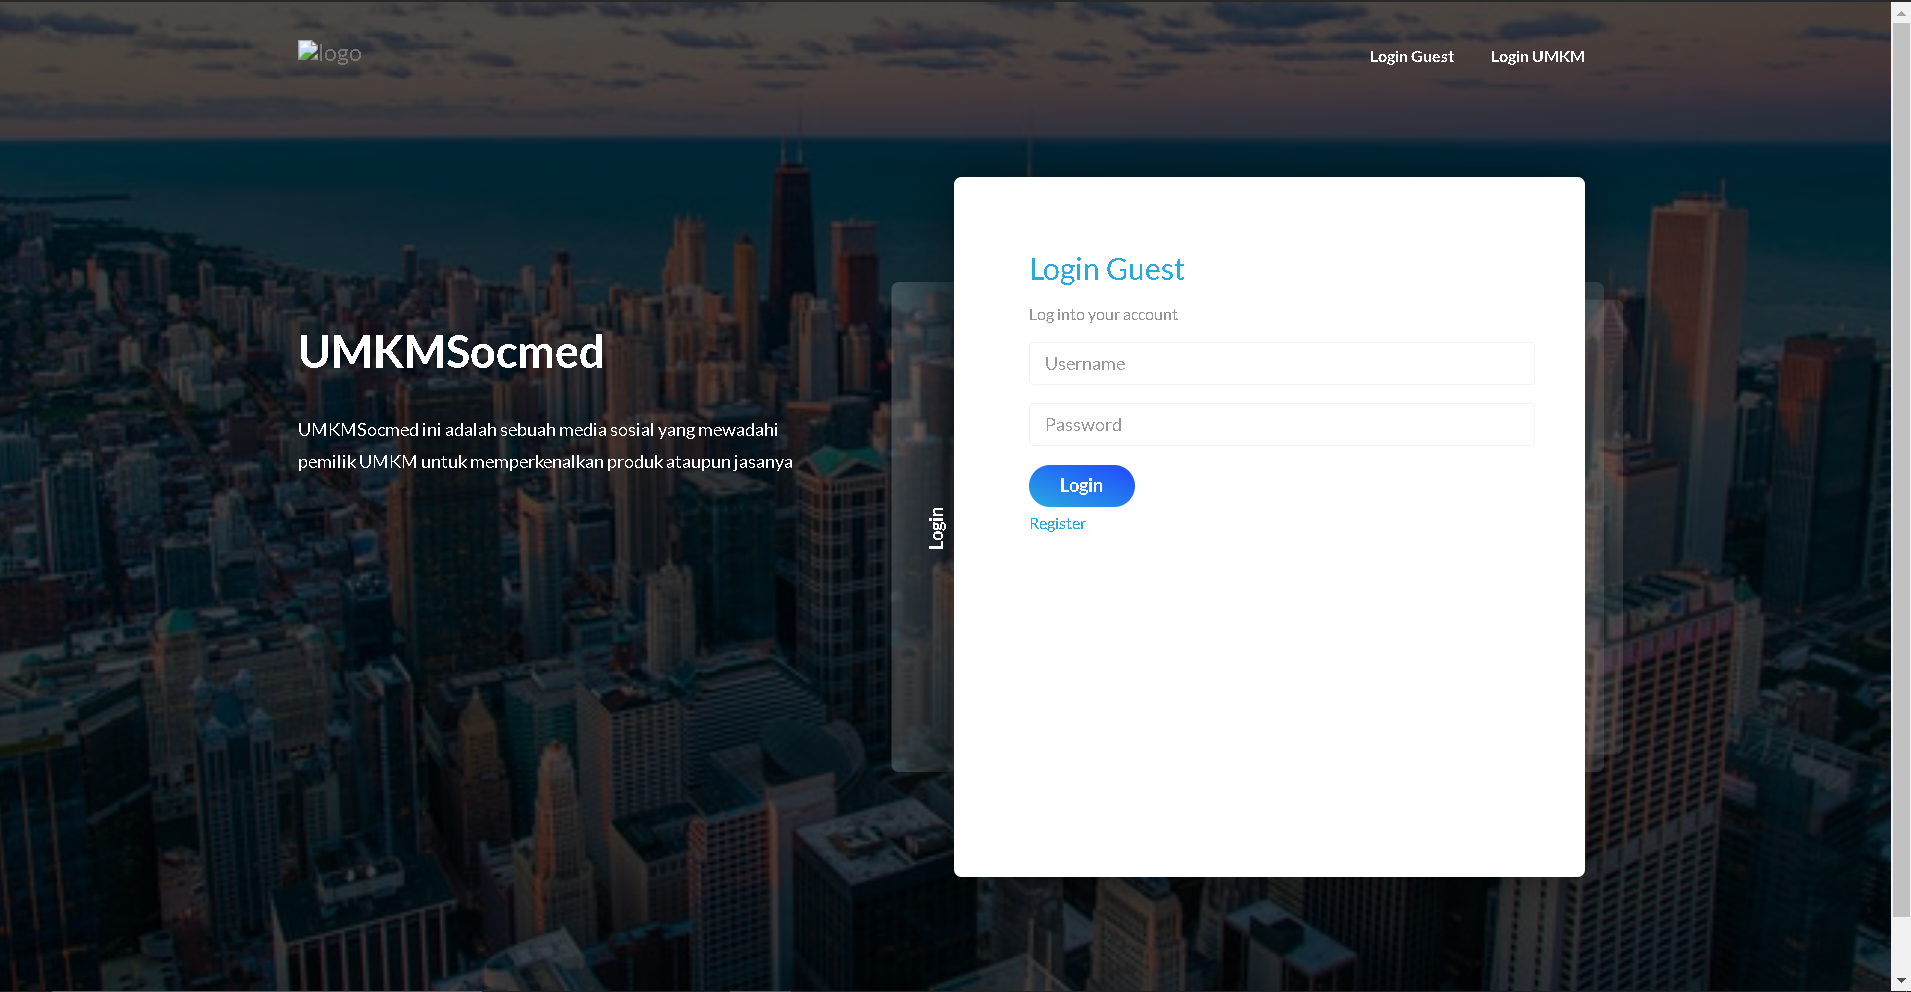 logo
Login Guest
Login UMKM
UMKMSocmed
UMKMSocmed ini adalah sebuah media sosial yang mewadahi
pemilik UMKM untuk memperkenalkan produk ataupun jasanya
Login
Login Guest
Log into your account
Username
Password
Login
Register